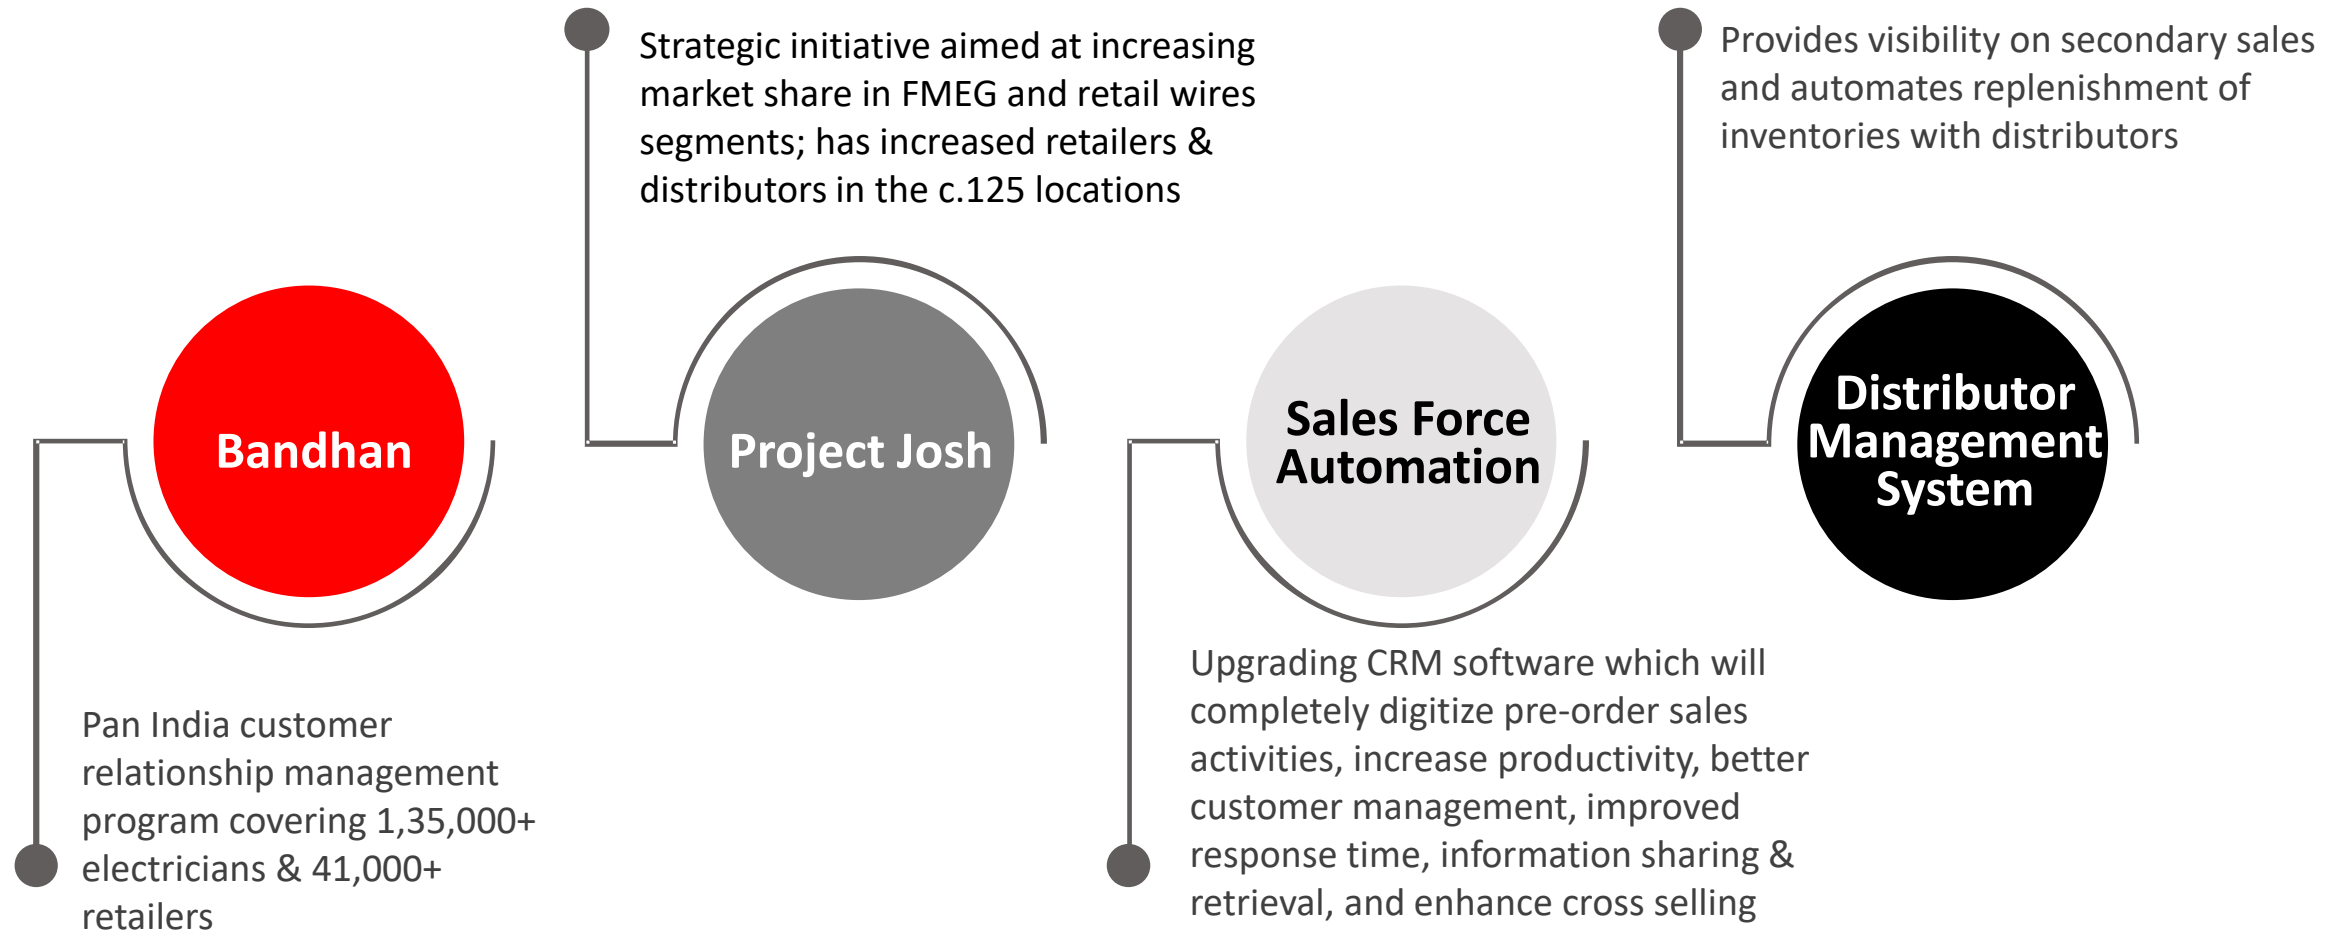 Strategic initiative aimed at increasing
market share in FMEG and retail wires
segments; has increased retailers &
distributors in the c.125 locations
Provides visibility on secondary sales
and automates replenishment of
inventories with distributors
Bandhan
Project Josh
Sales Force
Automation
Distributor
Management
System
Pan India customer
relationship management
program covering 1,35,000+
electricians & 41,000+
retailers
Upgrading CRM software which will
completely digitize pre-order sales
activities, increase productivity, better
customer management, improved
response time, information sharing &
retrieval, and enhance cross selling